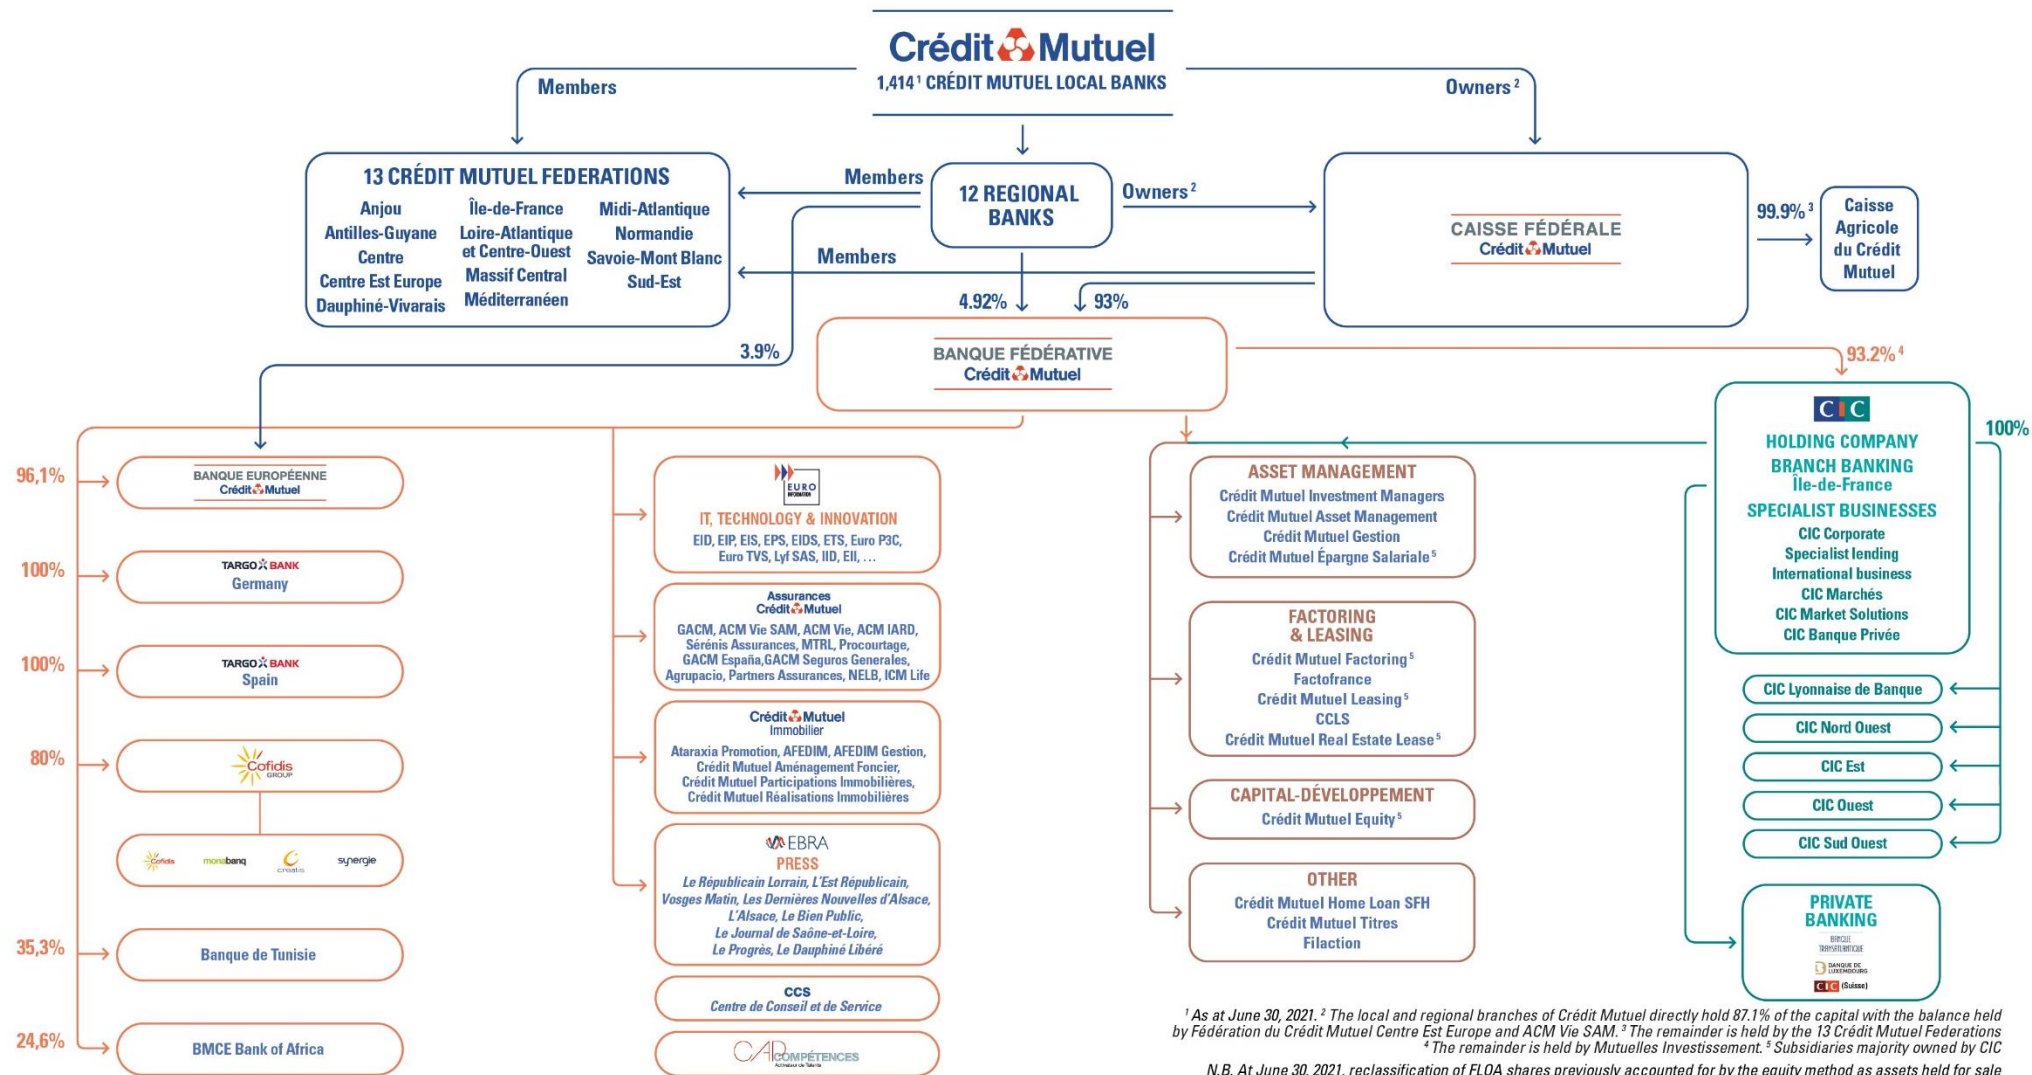 Crédit Mutuel
1,414¹ CRÉDIT MUTUEL LOCAL BANKS
Members
Owners²
13 CRÉDIT MUTUEL FEDERATIONS
Anjou
Antilles-Guyane
Centre
Centre Est Europe
Dauphiné-Vivarais
Île-de-France
Loire-Atlantique
et Centre-Ouest
Massif Central
Méditerranéen
Midi-Atlantique
Normandie
Savoie-Mont Blanc
Sud-Est
Members
12 REGIONAL
BANKS
Owners²
Members
CAISSE FÉDÉRALE
Crédit Mutuel
99.9%³
Caisse
Agricole
du Crédit
Mutuel
4.92%
93%
3.9%
BANQUE FÉDÉRATIVE
Crédit Mutuel
93.2%⁴
96,1%
BANQUE EUROPÉENNE
Crédit Mutuel
100%
TARGO BANK
Germany
100%
TARGO BANK
Spain
80%
Cofidis
GROUP
Cofidis
monabanq
creatis
synergie
35,3%
Banque de Tunisie
24,6%
BMCE Bank of Africa
EURO
INFORMATION
IT, TECHNOLOGY & INNOVATION
EID, EIP, EIS, EPS, EIDS, ETS, Euro P3C,
Euro TVS, Lyf SAS, IID, EII, ...
Assurances
Crédit Mutuel
GACM, ACM Vie SAM, ACM Vie, ACM IARD,
Sérénis Assurances, MTRL, Procourtage,
GACM España,GACM Seguros Generales,
Agrupacio, Partners Assurances, NELB, ICM Life
Crédit Mutuel
Immobilier
Ataraxia Promotion, AFEDIM, AFEDIM Gestion,
Crédit Mutuel Aménagement Foncier,
Crédit Mutuel Participations Immobilières,
Crédit Mutuel Réalisations Immobilières
EBRA
PRESS
Le Républicain Lorrain, L'Est Républicain,
Vosges Matin, Les Dernières Nouvelles d'Alsace,
L'Alsace, Le Bien Public,
Le Journal de Saône-et-Loire,
Le Progrès, Le Dauphiné Libéré
CCS
Centre de Conseil et de Service
CAP COMPÉTENCES
Activateur de Talents
ASSET MANAGEMENT
Crédit Mutuel Investment Managers
Crédit Mutuel Asset Management
Crédit Mutuel Gestion
Crédit Mutuel Épargne Salariale⁵
FACTORING
& LEASING
Crédit Mutuel Factoring⁵
Factofrance
Crédit Mutuel Leasing⁵
CCLS
Crédit Mutuel Real Estate Lease⁵
CAPITAL-DÉVELOPPEMENT
Crédit Mutuel Equity⁵
OTHER
Crédit Mutuel Home Loan SFH
Crédit Mutuel Titres
Filaction
CIC
HOLDING COMPANY
BRANCH BANKING
Île-de-France
SPECIALIST BUSINESSES
CIC Corporate
Specialist lending
International business
CIC Marchés
CIC Market Solutions
CIC Banque Privée
100%
CIC Lyonnaise de Banque
CIC Nord Ouest
CIC Est
CIC Ouest
CIC Sud Ouest
PRIVATE
BANKING
BANQUE
TRANSATLANTIQUE
BANQUE DE
LUXEMBOURG
CIC (Suisse)
¹ As at June 30, 2021. ² The local and regional branches of Crédit Mutuel directly hold 87.1% of the capital with the balance held
by Fédération du Crédit Mutuel Centre Est Europe and ACM Vie SAM. ³ The remainder is held by the 13 Crédit Mutuel Federations
⁴ The remainder is held by Mutuelles Investissement. ⁵ Subsidiaries majority owned by CIC
N.B. At June 30, 2021, reclassification of FLOA shares previously accounted for by the equity method as assets held for sale